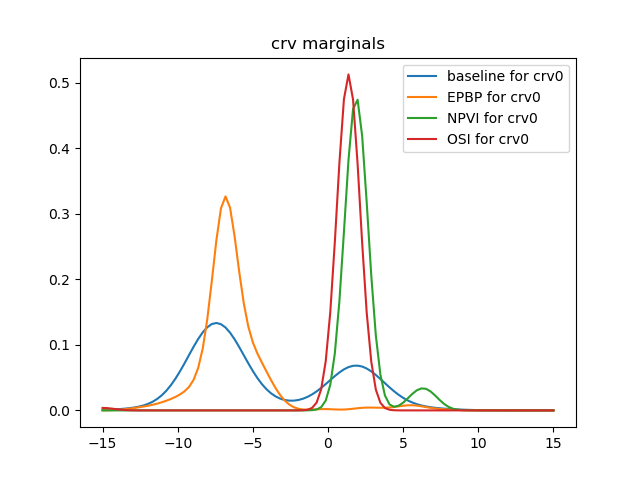 crv marginals
baseline for crv0
EPBP for crv0
NPVI for crv0
OSI for crv0
0.5
0.4
0.3
0.2
0.1
0.0
−15 −10 −5 0 5 10 15